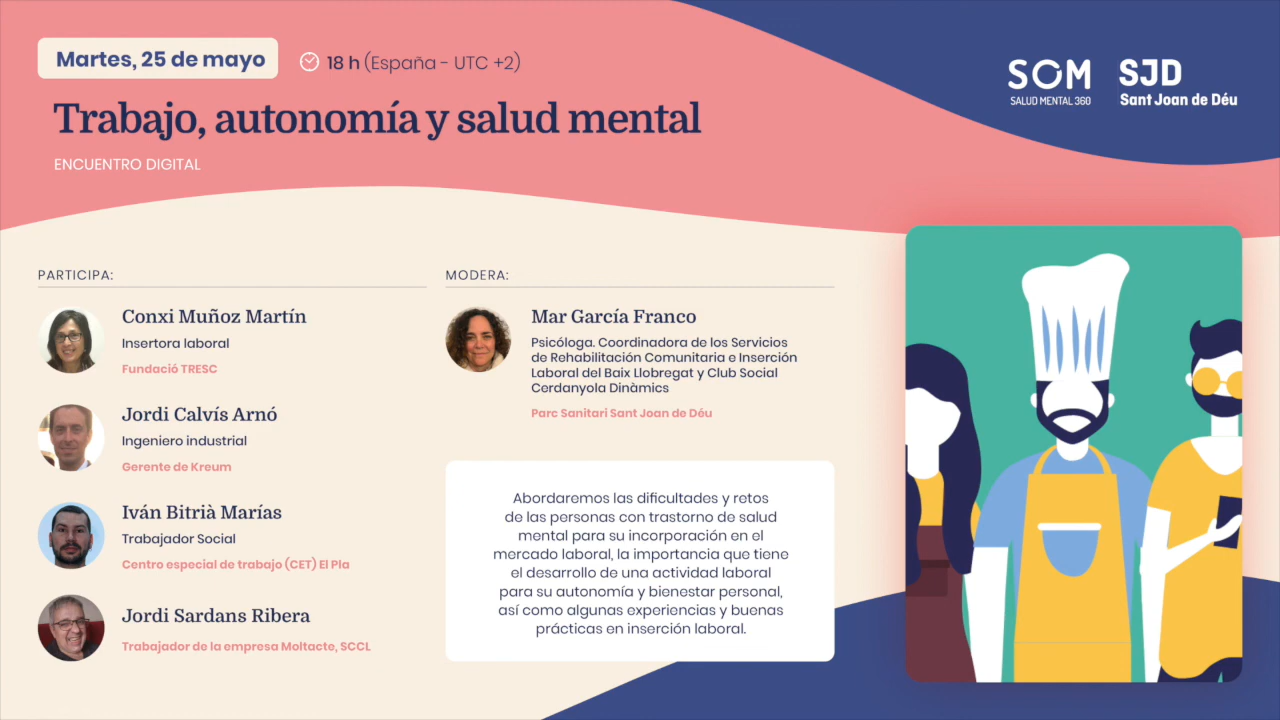 Martes, 25 de mayo
18 h (España - UTC +2)
Trabajo, autonomía y salud mental
ENCUENTRO DIGITAL
SOM
SALUD MENTAL 360
SJD
Sant Joan de Déu
PARTICIPA:
Conxi Muñoz Martín
Insertora laboral
Fundació TRESC
Jordi Calvís Arnó
Ingeniero industrial
Gerente de Kreum
Iván Bitrià Marías
Trabajador Social
Centro especial de trabajo (CET) El Pla
Jordi Sardans Ribera
Trabajador de la empresa Moltacte, SCCL
MODERA:
Mar García Franco
Psicóloga. Coordinadora de los Servicios
de Rehabilitación Comunitaria e Inserción
Laboral del Baix Llobregat y Club Social
Cerdanyola Dinàmics
Parc Sanitari Sant Joan de Déu
Abordaremos las dificultades y retos
de las personas con trastorno de salud
mental para su incorporación en el
mercado laboral, la importancia que tiene
el desarrollo de una actividad laboral
para su autonomía y bienestar personal,
así como algunas experiencias y buenas
prácticas en inserción laboral.